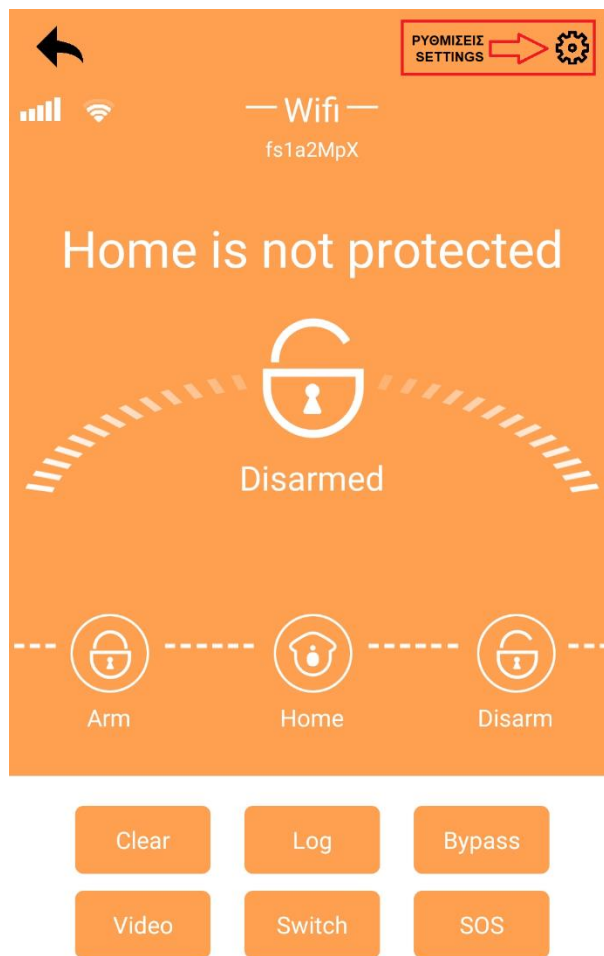 ΡΥΘΜΙΣΕΙΣ
SETTINGS
Wifi
fs1a2MpX
Home is not protected
Disarmed
Arm Home Disarm
Clear Log Bypass
Video Switch SOS